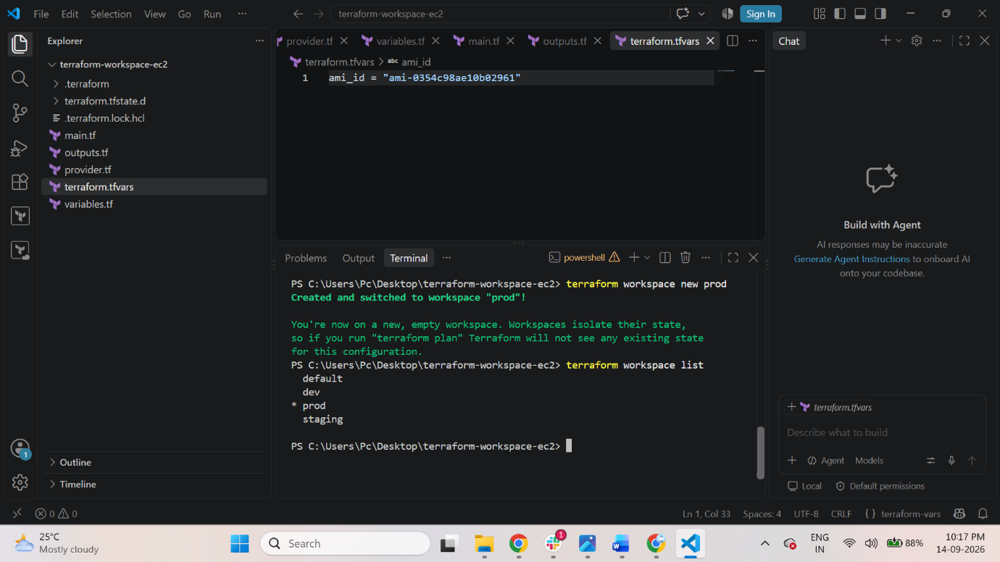 File Edit Selection View Go Run ··· terraform-workspace-ec2 Sign In
Explorer ···
terraform-workspace-ec2
.terraform
terraform.tfstate.d
.terraform.lock.hcl
main.tf
outputs.tf
provider.tf
terraform.tfvars
variables.tf
Outline
Timeline
provider.tf variables.tf main.tf outputs.tf terraform.tfvars ···
terraform.tfvars > abc ami_id
1 ami_id = "ami-0354c98ae10b02961"
Problems Output Terminal ··· powershell ···
PS C:\Users\Pc\Desktop\terraform-workspace-ec2> terraform workspace new prod
Created and switched to workspace "prod"!
You're now on a new, empty workspace. Workspaces isolate their state,
so if you run "terraform plan" Terraform will not see any existing state
for this configuration.
PS C:\Users\Pc\Desktop\terraform-workspace-ec2> terraform workspace list
default
dev
* prod
staging
PS C:\Users\Pc\Desktop\terraform-workspace-ec2>
Chat ···
Build with Agent
AI responses may be inaccurate
Generate Agent Instructions to onboard AI
onto your codebase.
terraform.tfvars
Describe what to build
Agent Models
Local Default permissions
1
0 0 Ln 1, Col 33 Spaces: 4 UTF-8 CRLF { } terraform-vars
25°C
Mostly cloudy
Search
1
ENG
IN
88%
10:17 PM
14-09-2026